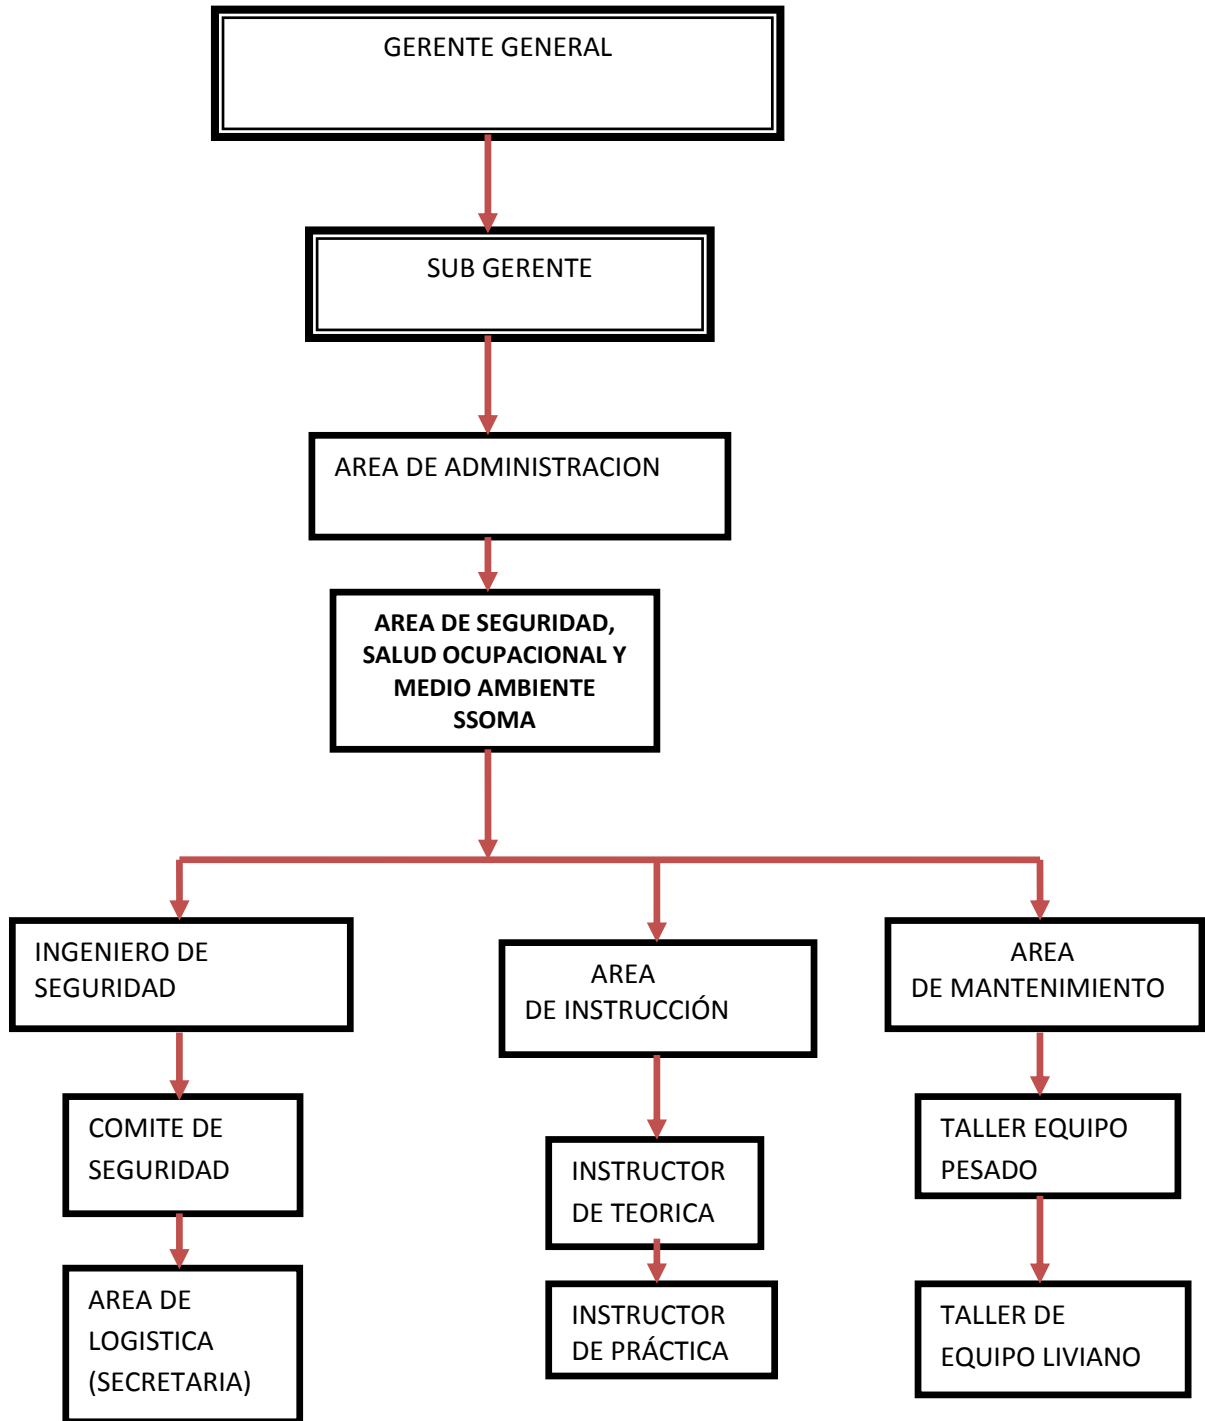 GERENTE GENERAL
SUB GERENTE
AREA DE ADMINISTRACION
AREA DE SEGURIDAD,
SALUD OCUPACIONAL Y
MEDIO AMBIENTE
SSOMA
INGENIERO DE
SEGURIDAD
AREA
DE INSTRUCCIÓN
AREA
DE MANTENIMIENTO
COMITE DE
SEGURIDAD
INSTRUCTOR
DE TEORICA
TALLER EQUIPO
PESADO
AREA DE
LOGISTICA
(SECRETARIA)
INSTRUCTOR
DE PRÁCTICA
TALLER DE
EQUIPO LIVIANO